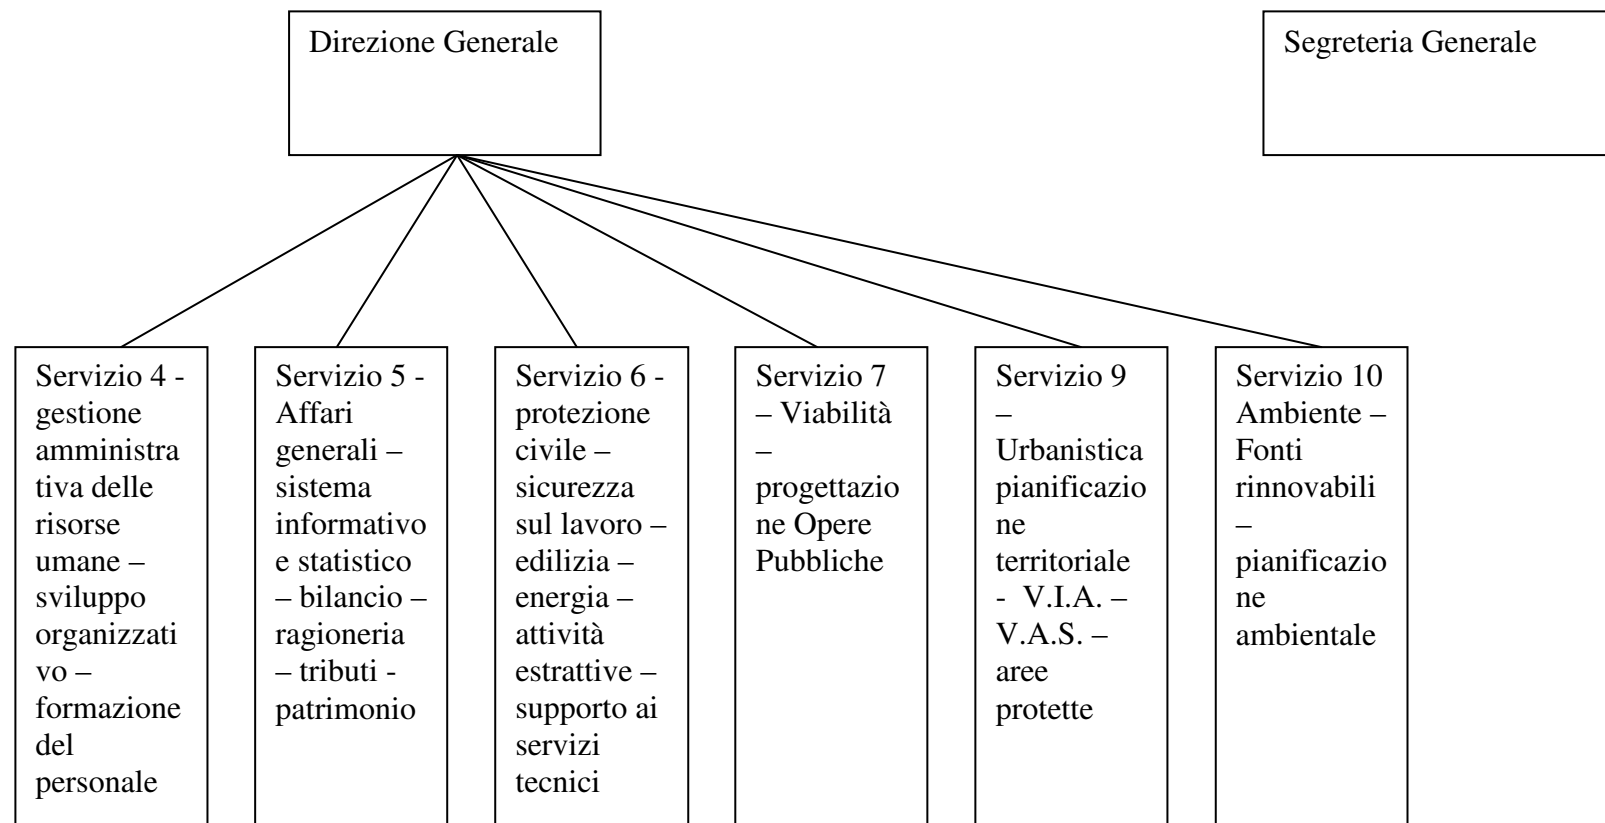 Direzione Generale
Segreteria Generale
Servizio 4 -
gestione
amministra
tiva delle
risorse
umane –
sviluppo
organizzati
vo –
formazione
del
personale
Servizio 5 -
Affari
generali –
sistema
informativo
e statistico
– bilancio –
ragioneria
– tributi -
patrimonio
Servizio 6 -
protezione
civile –
sicurezza
sul lavoro –
edilizia –
energia –
attività
estrattive –
supporto ai
servizi
tecnici
Servizio 7
– Viabilità
–
progettazio
ne Opere
Pubbliche
Servizio 9
–
Urbanistica
pianificazio
ne
territoriale
- V.I.A. –
V.A.S. –
aree
protette
Servizio 10
Ambiente –
Fonti
rinnovabili
–
pianificazio
ne
ambientale